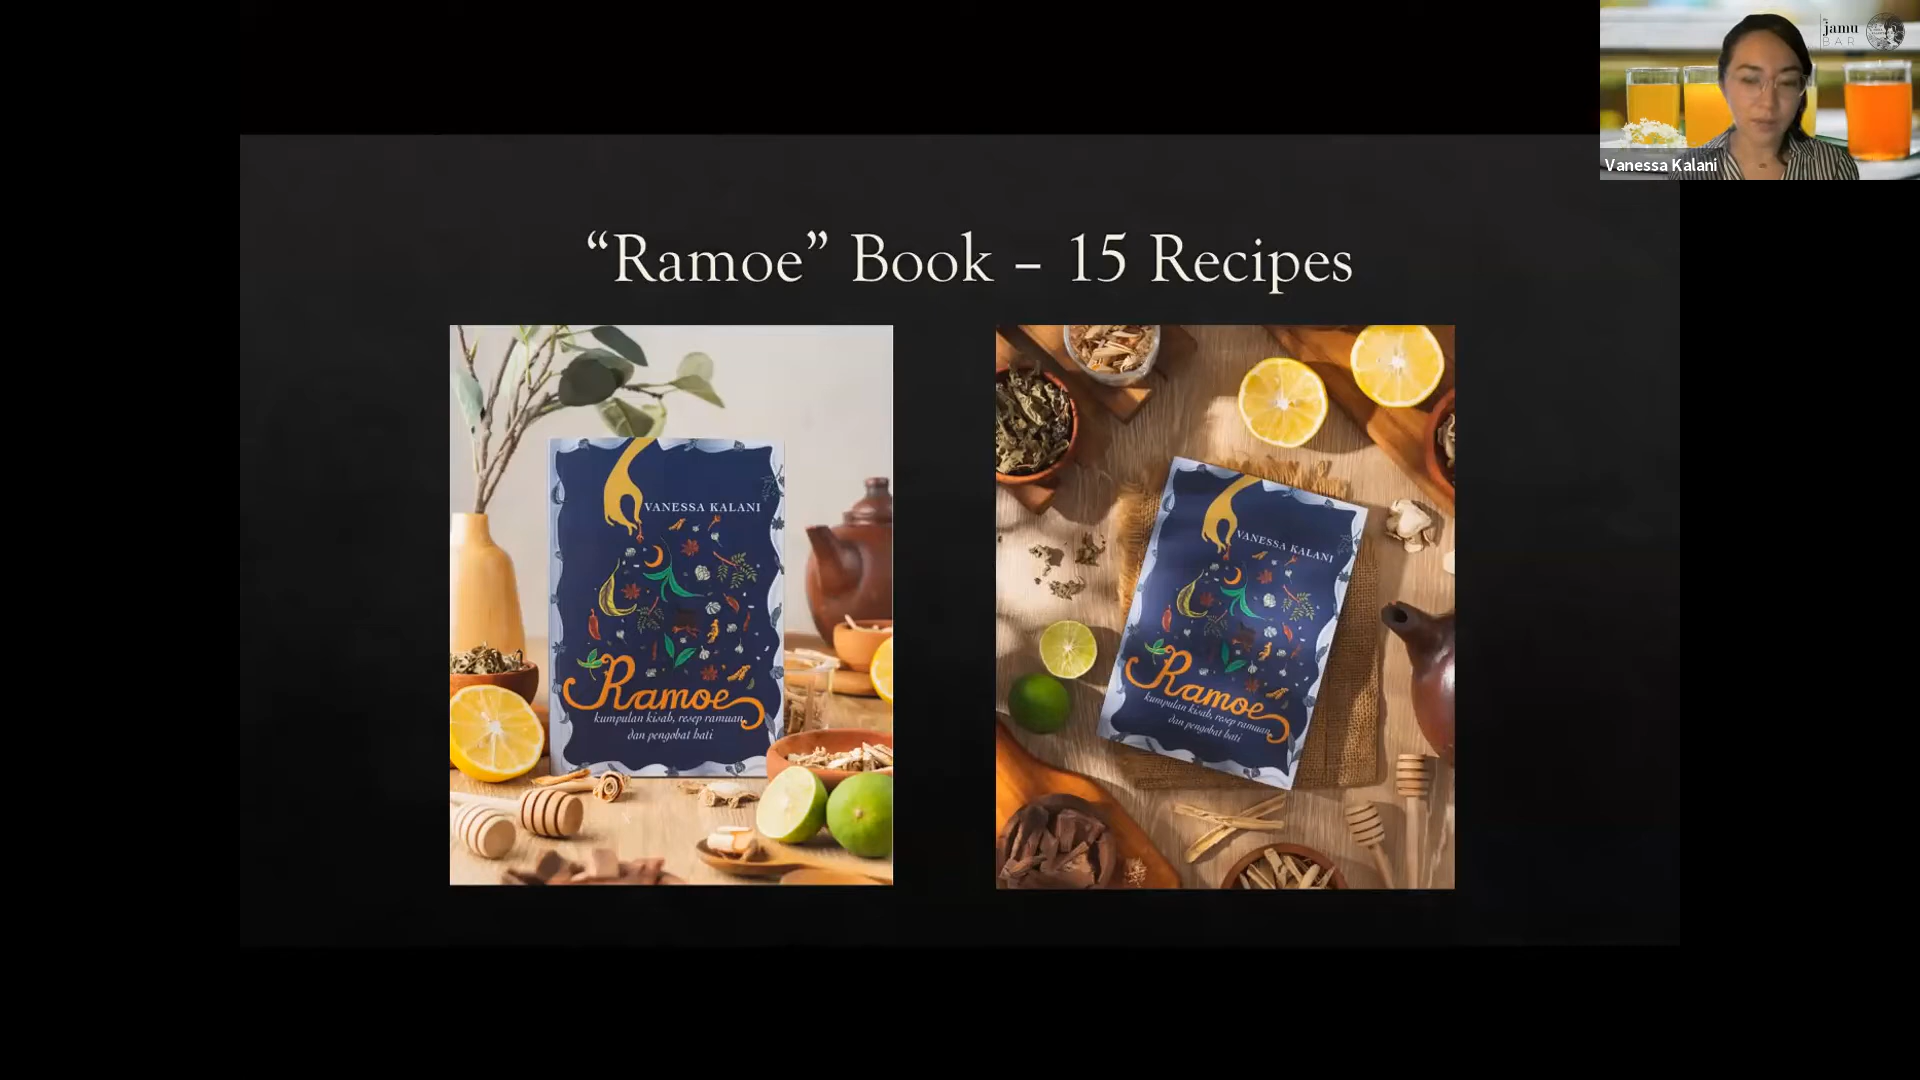 jamu
BAR
Vanessa Kalani
“Ramoe” Book – 15 Recipes
VANESSA KALANI
Ramoe
kumpulan kisah, resep ramuan,
dan pengobat hati
VANESSA KALANI
Ramoe
kumpulan kisah, resep ramuan,
dan pengobat hati